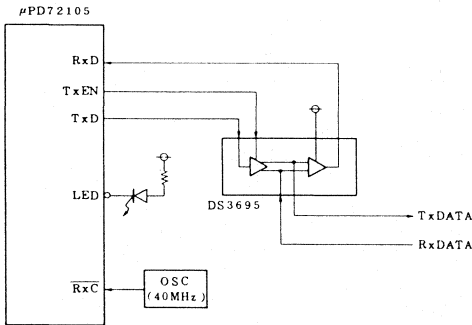 μPD72105
RxD
TxEN
TxD
LED
DS3695
TxDATA
RxDATA
RxC
OSC
(40MHz)